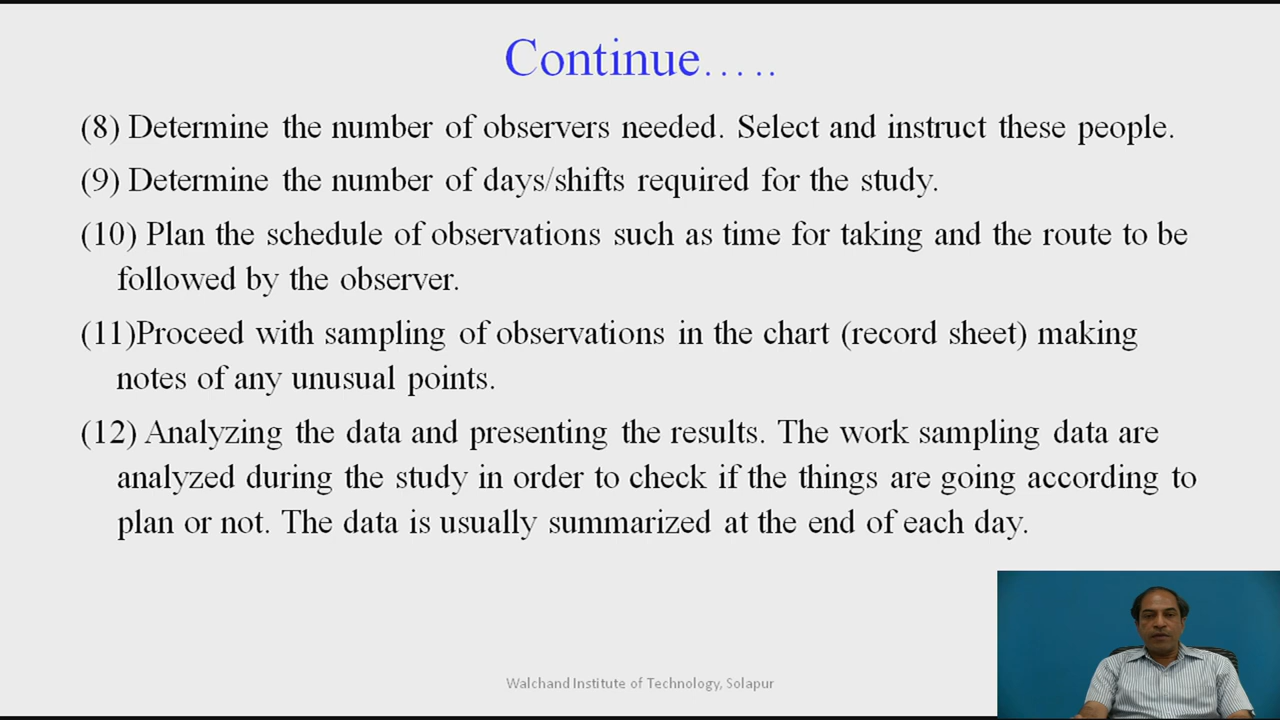 Continue.....
(8) Determine the number of observers needed. Select and instruct these people.
(9) Determine the number of days/shifts required for the study.
(10) Plan the schedule of observations such as time for taking and the route to be
followed by the observer.
(11)Proceed with sampling of observations in the chart (record sheet) making
notes of any unusual points.
(12) Analyzing the data and presenting the results. The work sampling data are
analyzed during the study in order to check if the things are going according to
plan or not. The data is usually summarized at the end of each day.
Walchand Institute of Technology, Solapur